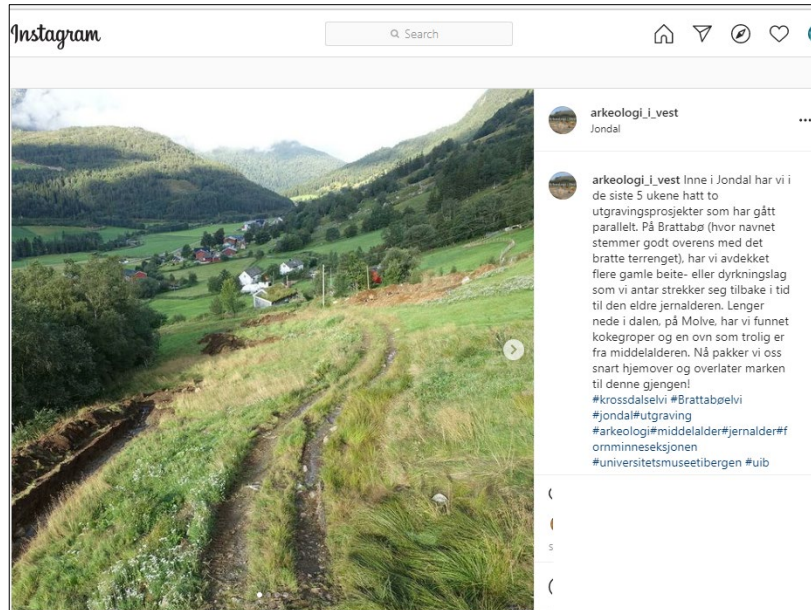 Instagram
Search
arkeologi_i_vest
Jondal
arkeologi_i_vest Inne i Jondal har vi i
de siste 5 ukene hatt to
utgravingsprosjekter som har gått
parallelt. På Brattabø (hvor navnet
stemmer godt overens med det
bratte terrenget), har vi avdekket
flere gamle beite- eller dyrkningslag
som vi antar strekker seg tilbake i tid
til den eldre jernalderen. Lenger
nede i dalen, på Molve, har vi funnet
kokegroper og en ovn som trolig er
fra middelalderen. Nå pakker vi oss
snart hjemover og overlater marken
til denne gjengen!
#krossdalselvi #Brattabøelvi
#jondal#utgraving
#arkeologi#middelalder#jernalder#f
ornminneseksjonen
#universitetsmuseetibergen #uib